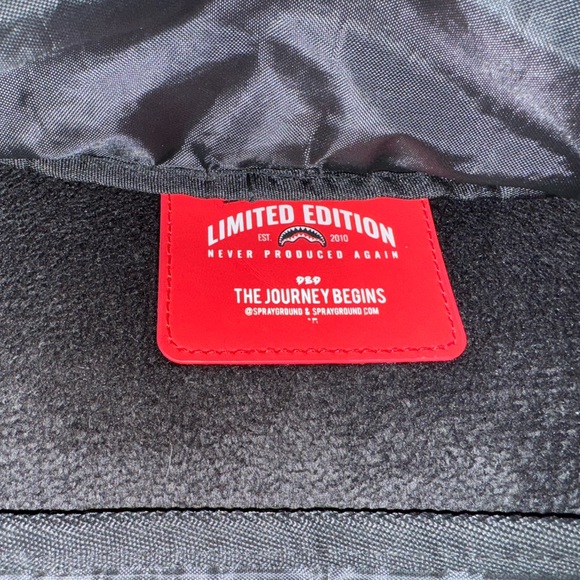 LIMITED EDITION
EST. 2010
NEVER PRODUCED AGAIN
THE JOURNEY BEGINS
@SPRAYGROUND & SPRAYGROUND.COM